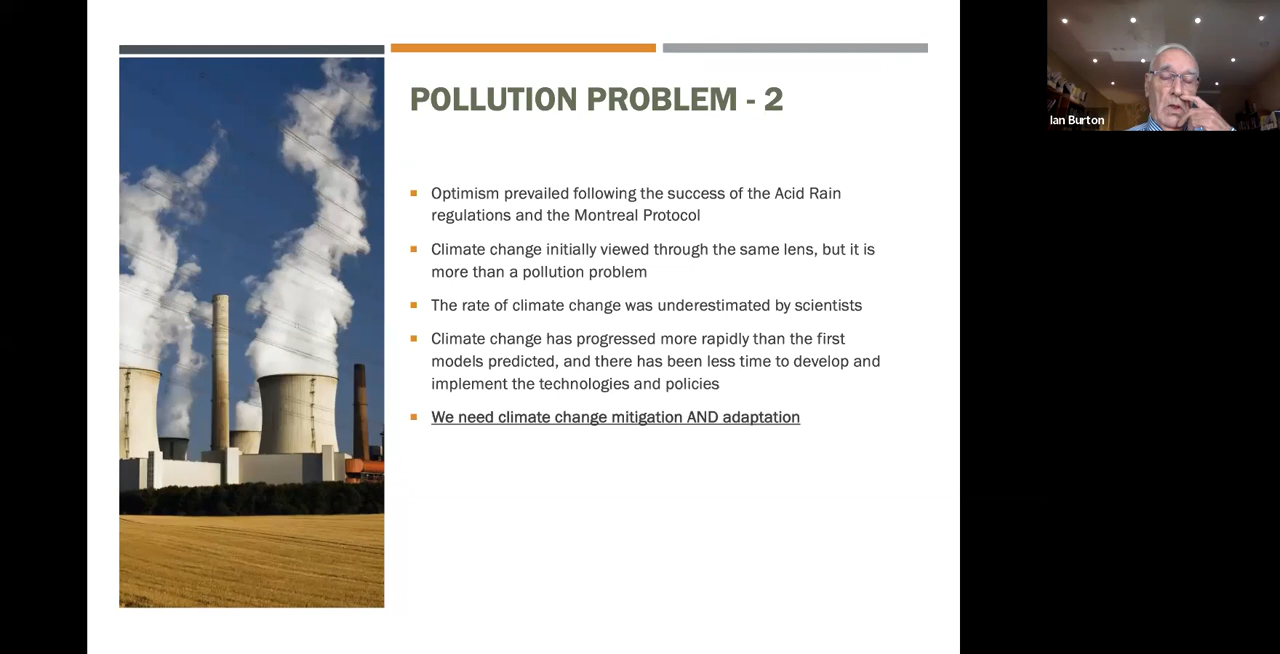 POLLUTION PROBLEM - 2
Optimism prevailed following the success of the Acid Rain
regulations and the Montreal Protocol
Climate change initially viewed through the same lens, but it is
more than a pollution problem
The rate of climate change was underestimated by scientists
Climate change has progressed more rapidly than the first
models predicted, and there has been less time to develop and
implement the technologies and policies
We need climate change mitigation AND adaptation
Ian Burton